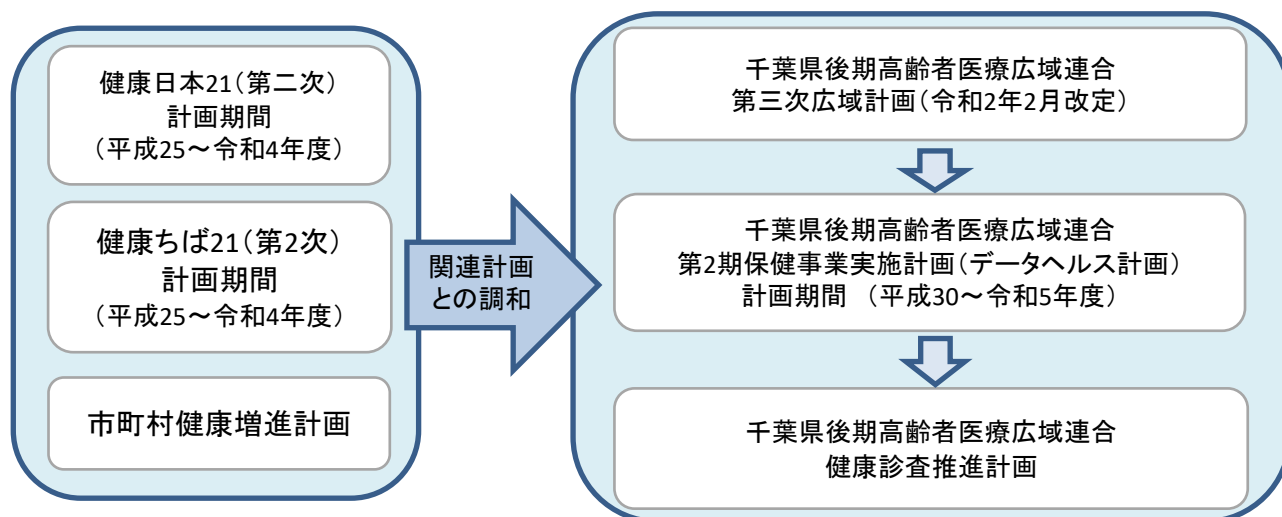 健康日本21(第二次)
計画期間
(平成25～令和4年度)
健康ちば21(第2次)
計画期間
(平成25～令和4年度)
市町村健康増進計画
関連計画
との調和
千葉県後期高齢者医療広域連合
第三次広域計画(令和2年2月改定)
千葉県後期高齢者医療広域連合
第2期保健事業実施計画(データヘルス計画)
計画期間 (平成30～令和5年度)
千葉県後期高齢者医療広域連合
健康診査推進計画